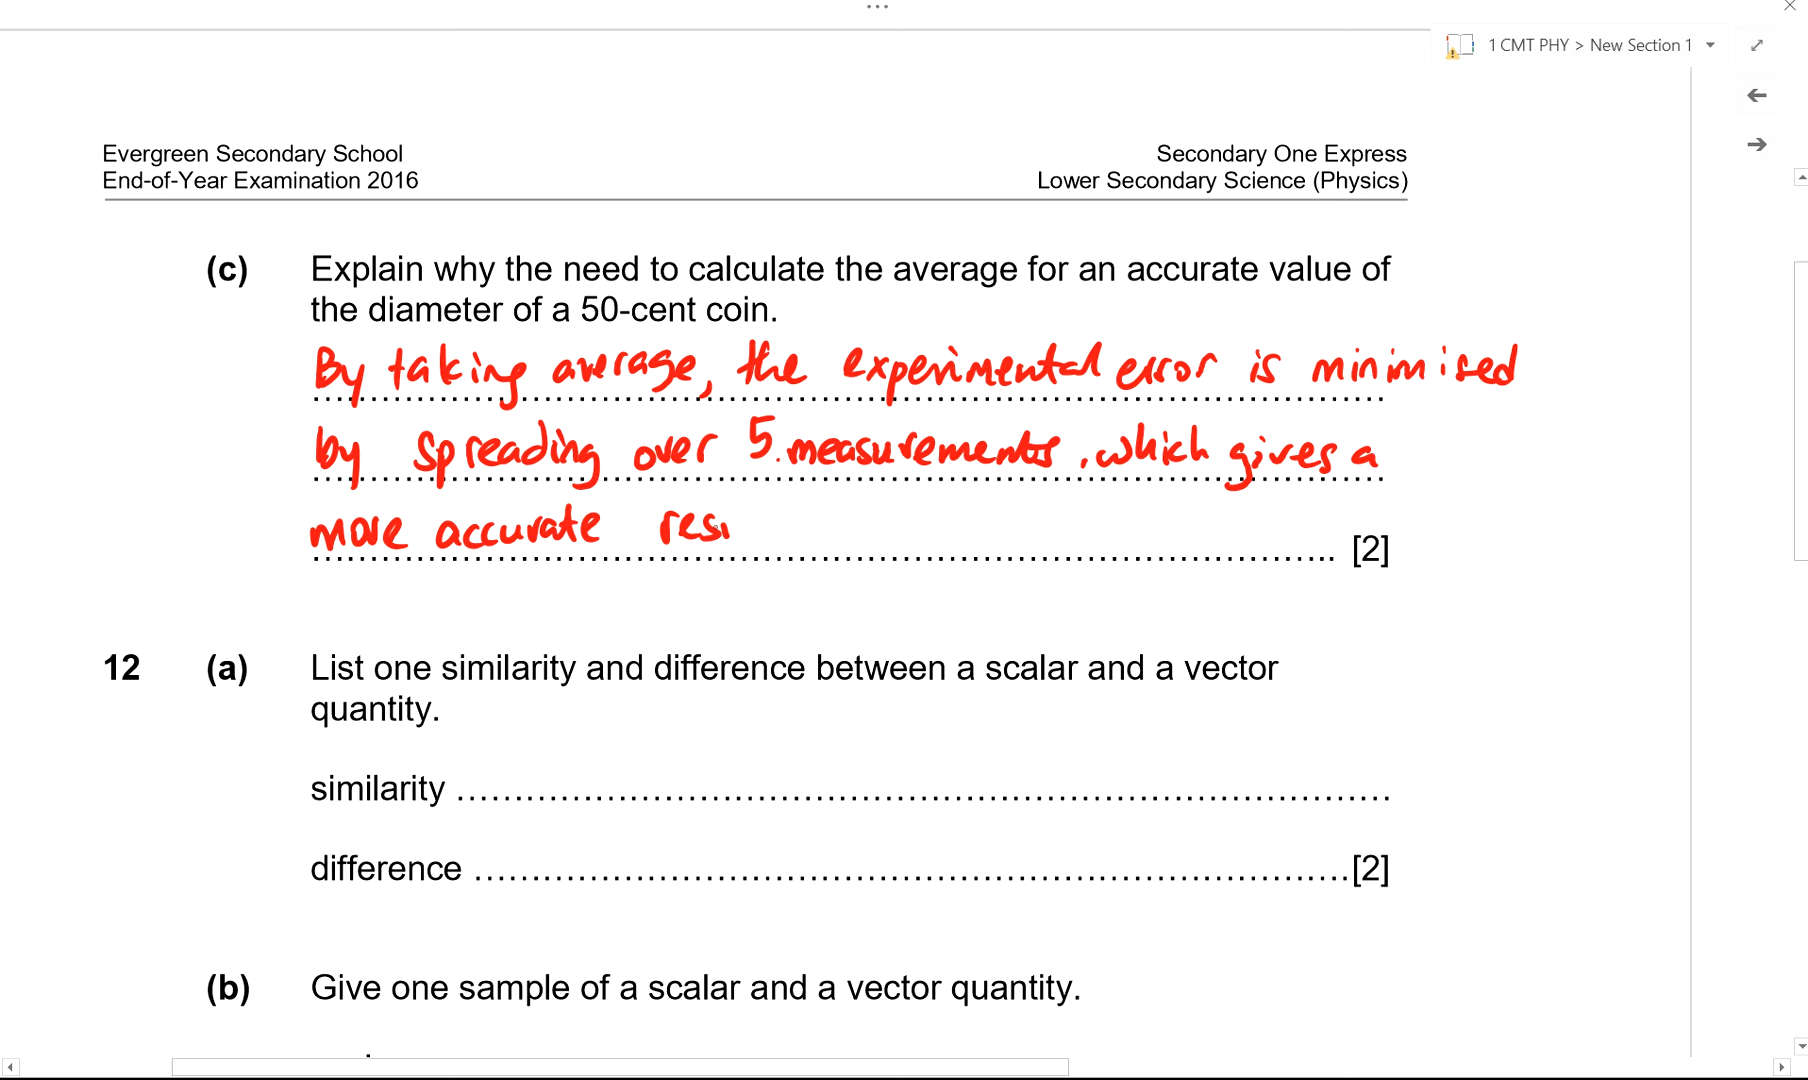 1 CMT PHY > New Section 1
Evergreen Secondary School
Secondary One Express
End-of-Year Examination 2016
Lower Secondary Science (Physics)
(c) Explain why the need to calculate the average for an accurate value of
the diameter of a 50-cent coin.
By taking average, the experimental error is minimised
by spreading over 5 measurements, which gives a
more accurate resu
[2]
12 (a) List one similarity and difference between a scalar and a vector
quantity.
similarity
difference [2]
(b) Give one sample of a scalar and a vector quantity.